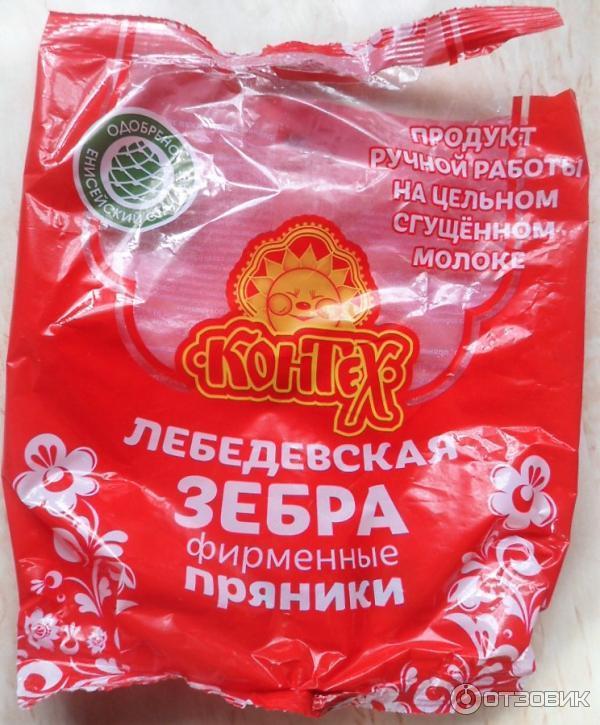 ОДОБРЕНО
ЕНИСЕЙСКИЙ
ПРОДУКТ
РУЧНОЙ РАБОТЫ
НА ЦЕЛЬНОМ
СГУЩЁННОМ
МОЛОКЕ
КОНТЕХ
ЛЕБЕДЕВСКАЯ
ЗЕБРА
фирменные
пряники
ОТЗОВИК